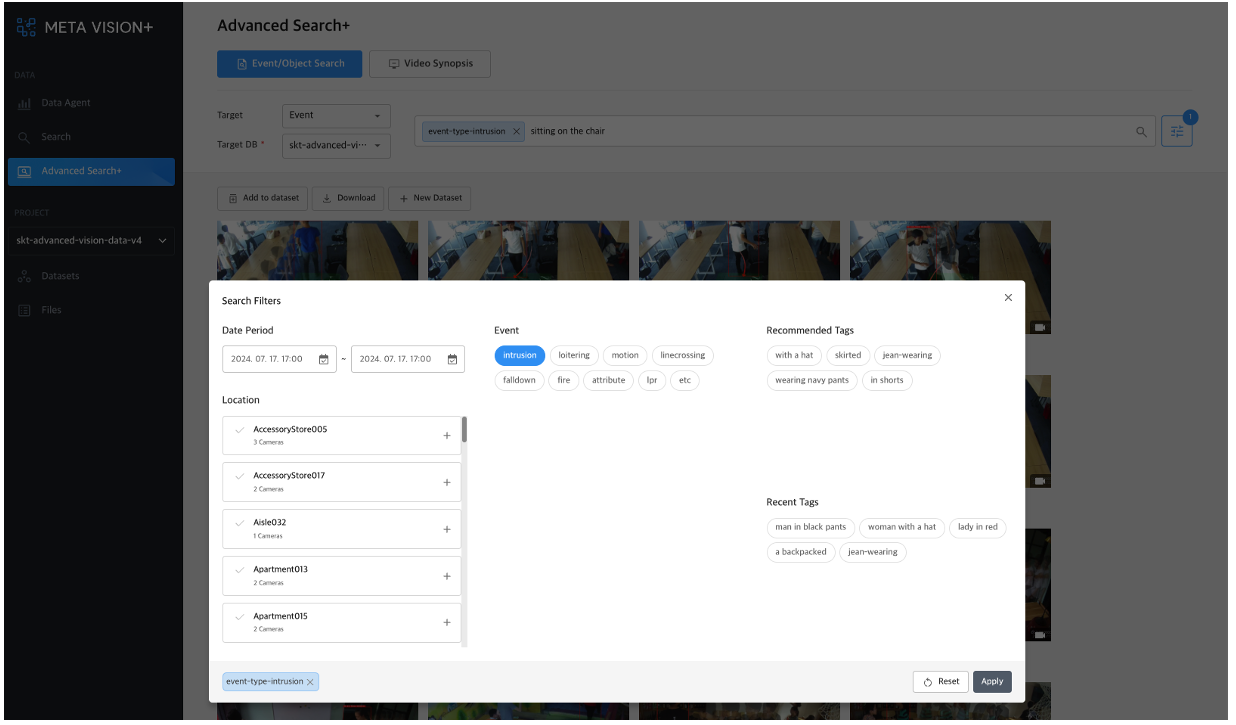 META VISION+
DATA
Data Agent
Search
Advanced Search+
PROJECT
skt-advanced-vision-data-v4
Datasets
Files
Advanced Search+
Event/Object Search
Video Synopsis
Target
Event
Target DB *
skt-advanced-vi···
event-type-intrusion
sitting on the chair
1
Add to dataset
Download
+ New Dataset
Search Filters
Date Period
2024. 07. 17. 17:00 ~ 2024. 07. 17. 17:00
Location
AccessoryStore005
3 Cameras
AccessoryStore017
2 Cameras
Aisle032
1 Cameras
Apartment013
2 Cameras
Apartment015
2 Cameras
Event
intrusion loitering motion linecrossing
falldown fire attribute lpr etc
Recommended Tags
with a hat skirted jean-wearing
wearing navy pants in shorts
Recent Tags
man in black pants woman with a hat lady in red
a backpacked jean-wearing
event-type-intrusion
Reset
Apply